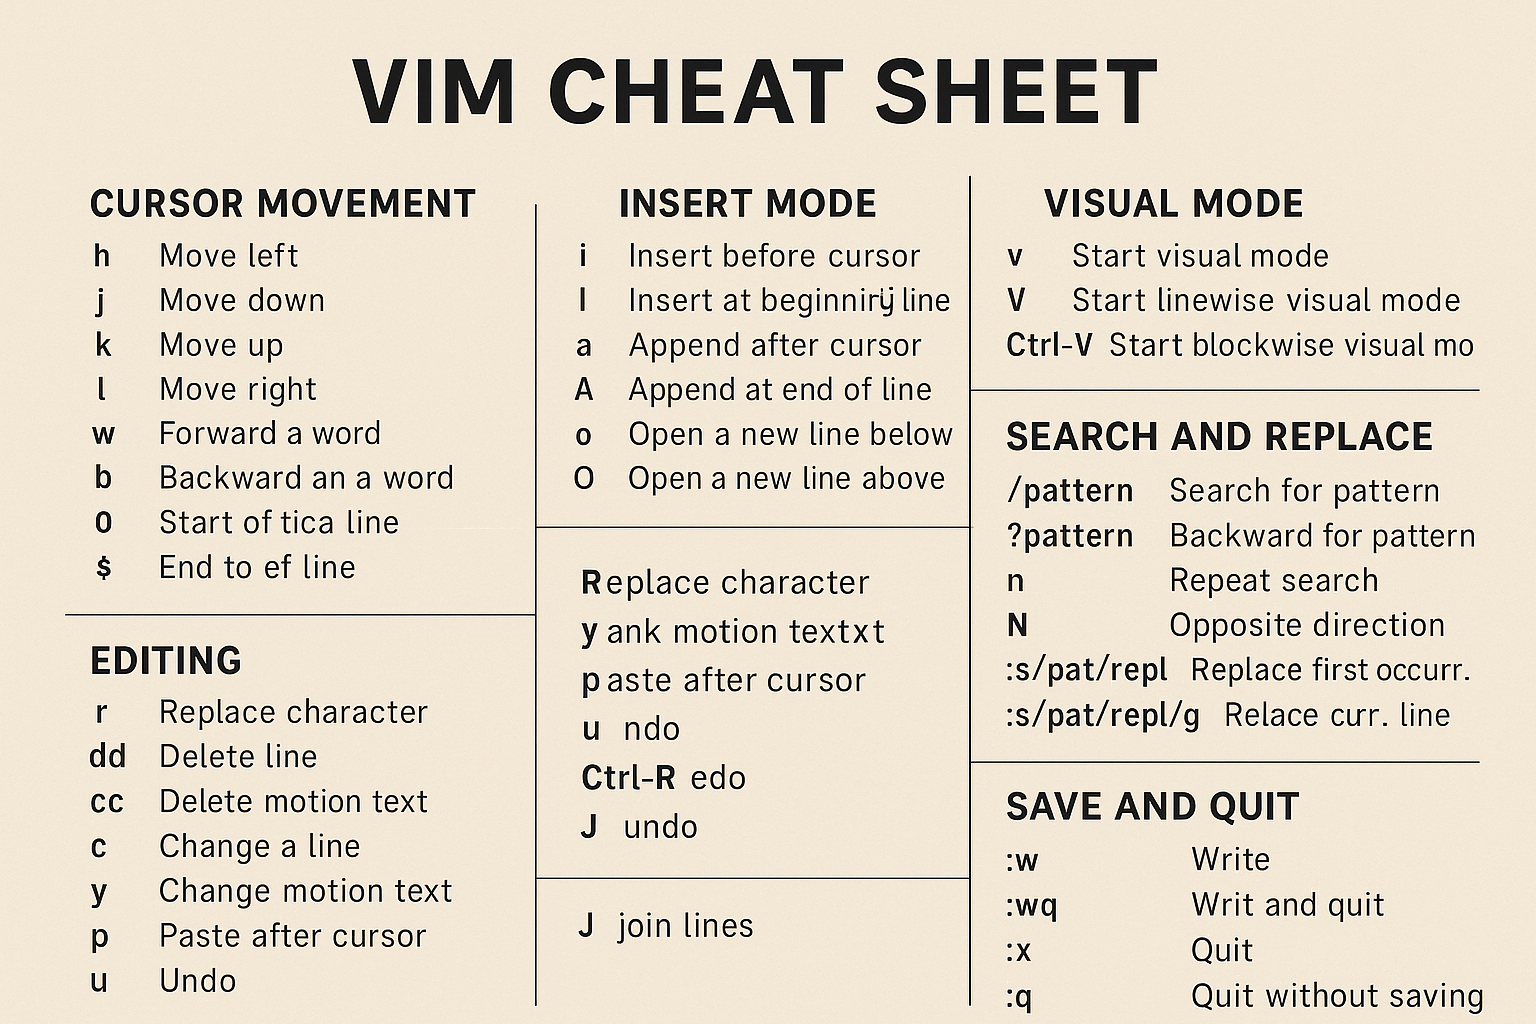 VIM CHEAT SHEET
CURSOR MOVEMENT
h Move left
j Move down
k Move up
l Move right
w Forward a word
b Backward an a word
0 Start of tica line
$ End to ef line
EDITING
r Replace character
dd Delete line
cc Delete motion text
c Change a line
y Change motion text
p Paste after cursor
u Undo
INSERT MODE
i Insert before cursor
I Insert at line
a Append after cursor
A Append at end of line
o Open a new line below
O Open a new line above
Replace character
y ank motion textxt
p aste after cursor
u ndo
Ctrl-R edo
J undo
J join lines
VISUAL MODE
v Start visual mode
V Start linewise visual mode
Ctrl-V Start blockwise visual mo
SEARCH AND REPLACE
/pattern Search for pattern
?pattern Backward for pattern
n Repeat search
N Opposite direction
:s/pat/repl Replace first occurr.
:s/pat/repl/g Relace curr. line
SAVE AND QUIT
:w Write
:wq Writ and quit
:x Quit
:q Quit without saving